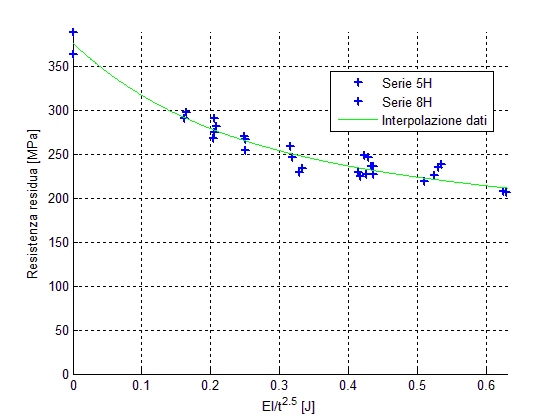 350
300
250
200
150
100
50
0
Resistenza residua [MPa]
Serie 5H
Serie 8H
Interpolazione dati
0 0.1 0.2 0.3 0.4 0.5 0.6
EI/t^2.5 [J]